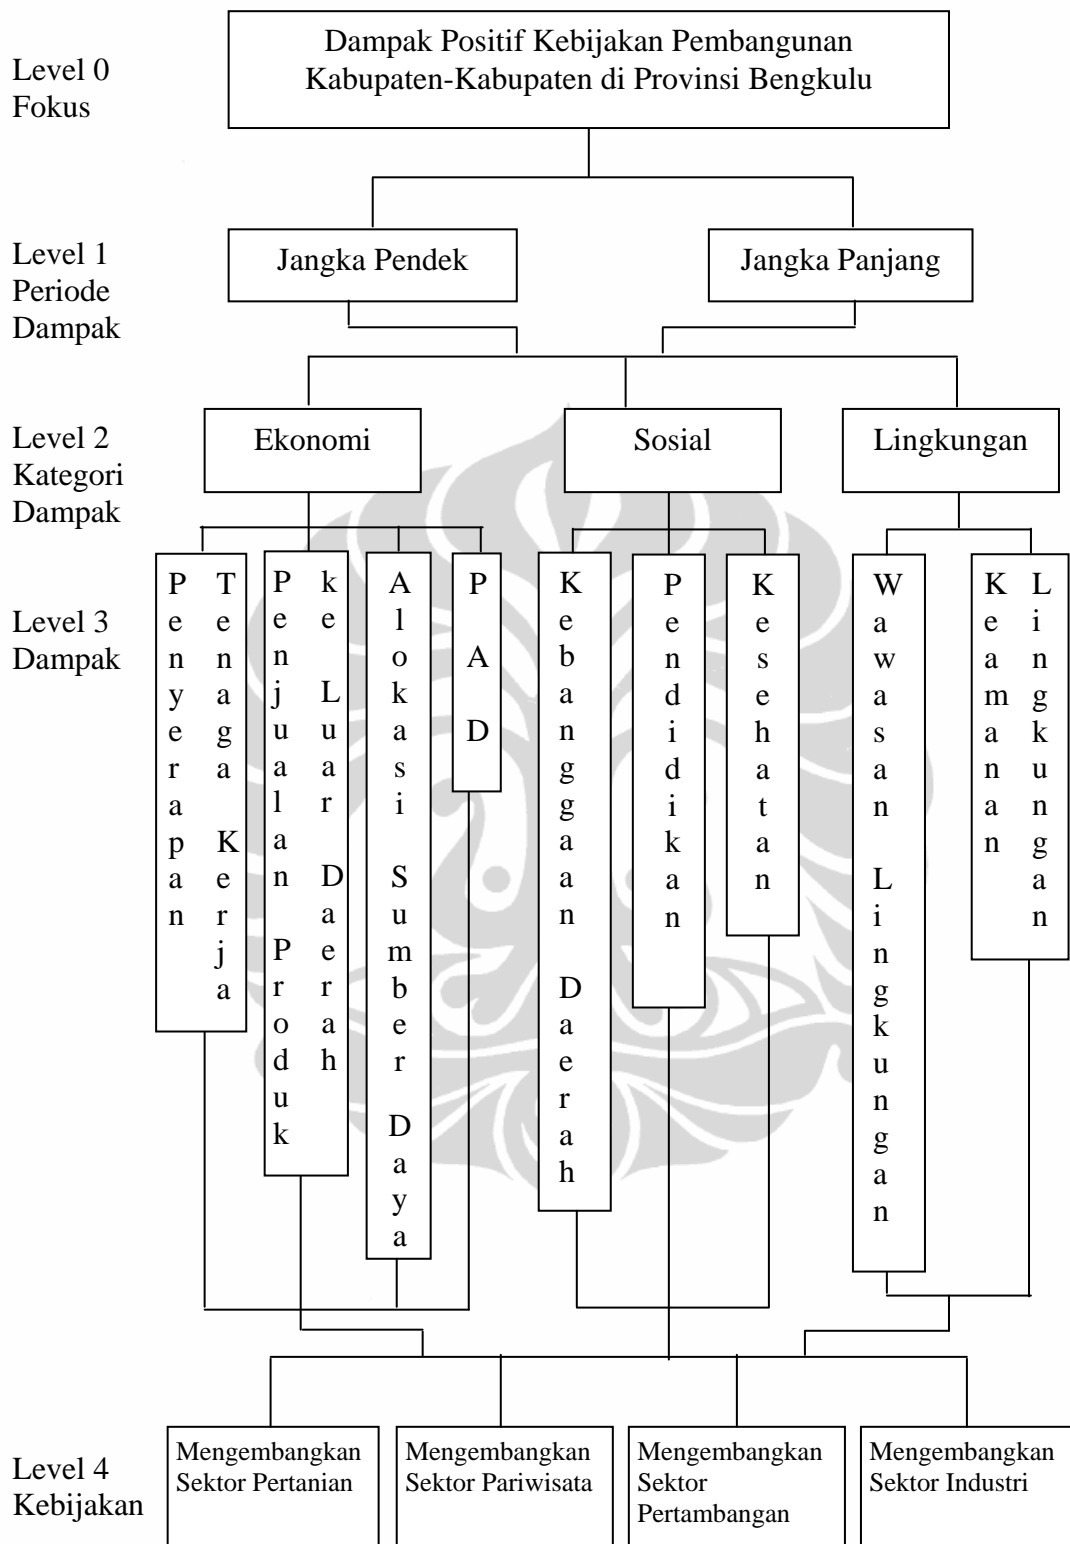 Level 0
Fokus
Dampak Positif Kebijakan Pembangunan
Kabupaten-Kabupaten di Provinsi Bengkulu
Level 1
Periode
Dampak
Jangka Pendek
Jangka Panjang
Level 2
Kategori
Dampak
Ekonomi
Sosial
Lingkungan
Level 3
Dampak
Penyerapan
Tenaga Kerja
Penjualan Produk
ke Luar Daerah
Alokasi Sumber Daya
P A D
Kebanggaan Daerah
Pendidikan
Kesehatan
Wawasan Lingkungan
Keamanan
Lingkungan
Level 4
Kebijakan
Mengembangkan
Sektor Pertanian
Mengembangkan
Sektor Pariwisata
Mengembangkan
Sektor
Pertambangan
Mengembangkan
Sektor Industri